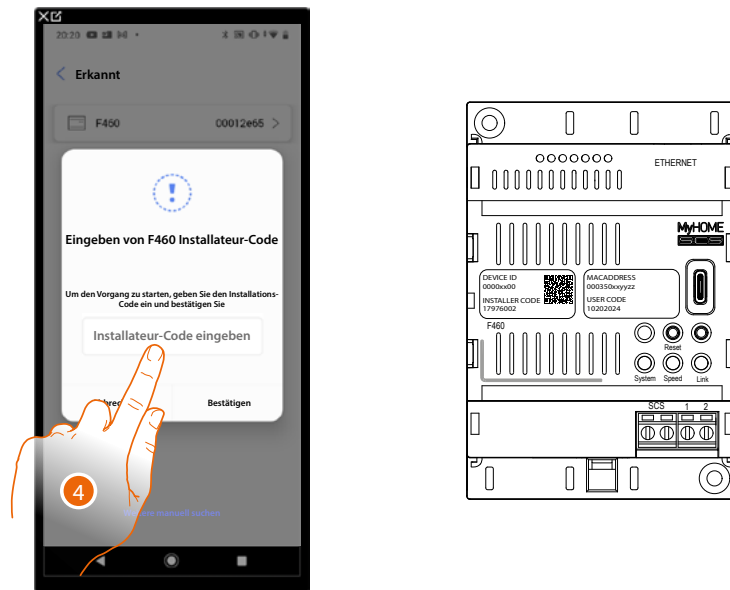 20:20
Erkannt
F460
00012e65
Eingeben von F460 Installateur-Code
Um den Vorgang zu starten, geben Sie den Installations-
Code ein und bestätigen Sie
Installateur-Code eingeben
Bestätigen
4
ETHERNET
MyHOME
SCS
DEVICE ID
0000xx00
INSTALLER CODE
17976002
MACADDRESS
000350xxyyzz
USER CODE
10202024
F460
Reset
System Speed Link
SCS 1 2